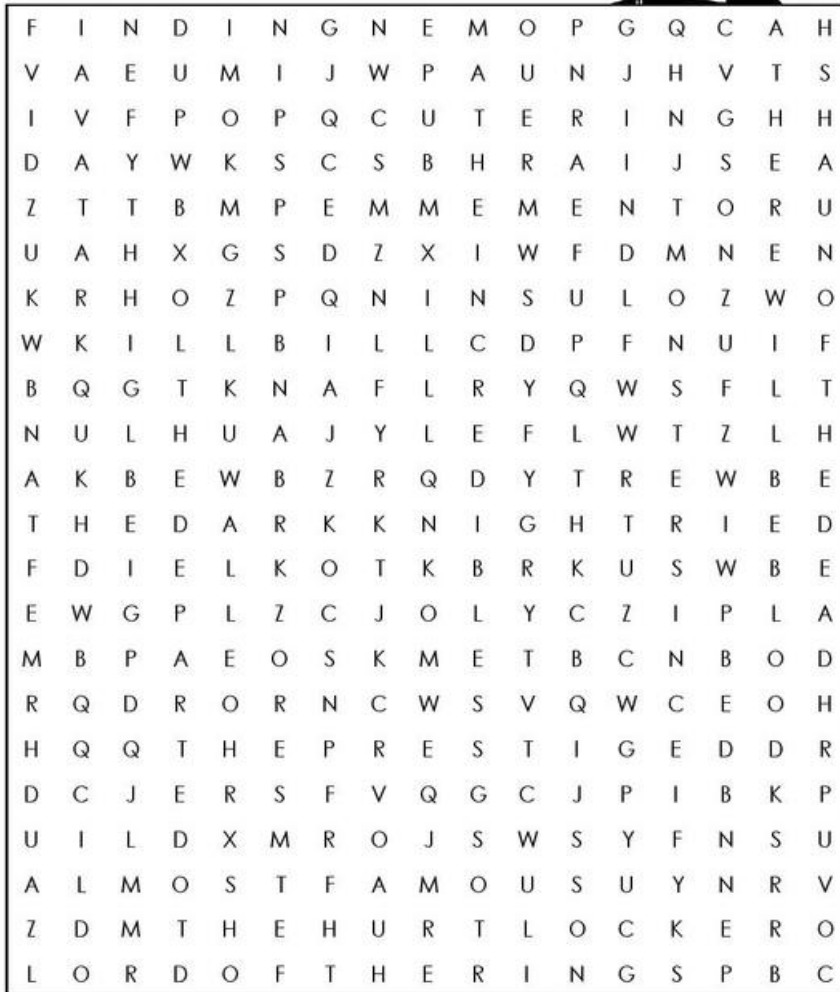 F I N D I N G N E M O P G Q C A H
V A E U M I J W P A U N J H V T S
I V F P O P Q C U T E R I N G H H
D A Y W K S C S B H R A I J S E A
Z T T B M P E M M E M E N T O R U
U A H X G S D Z X I W F D M N E N
K R H O Z P Q N I N S U L O Z W O
W K I L L B I L L C D P F N U I F
B Q G T K N A F L R Y Q W S F L T
N U L H U A J Y L E F L W T Z L H
A K B E W B Z R Q D Y T R E W B E
T H E D A R K K N I G H T R I E D
F D I E L K O T K B R K U S W B E
E W G P L Z C J O L Y C Z I P L A
M B P A E O S K M E T B C N B O D
R Q D R O R N C W S V Q W C E O H
H Q Q T H E P R E S T I G E D D R
D C J E R S F V Q G C J P I B K P
U I L D X M R O J S W S Y F N S U
A L M O S T F A M O U S U Y N R V
Z D M T H E H U R T L O C K E R O
L O R D O F T H E R I N G S P B C